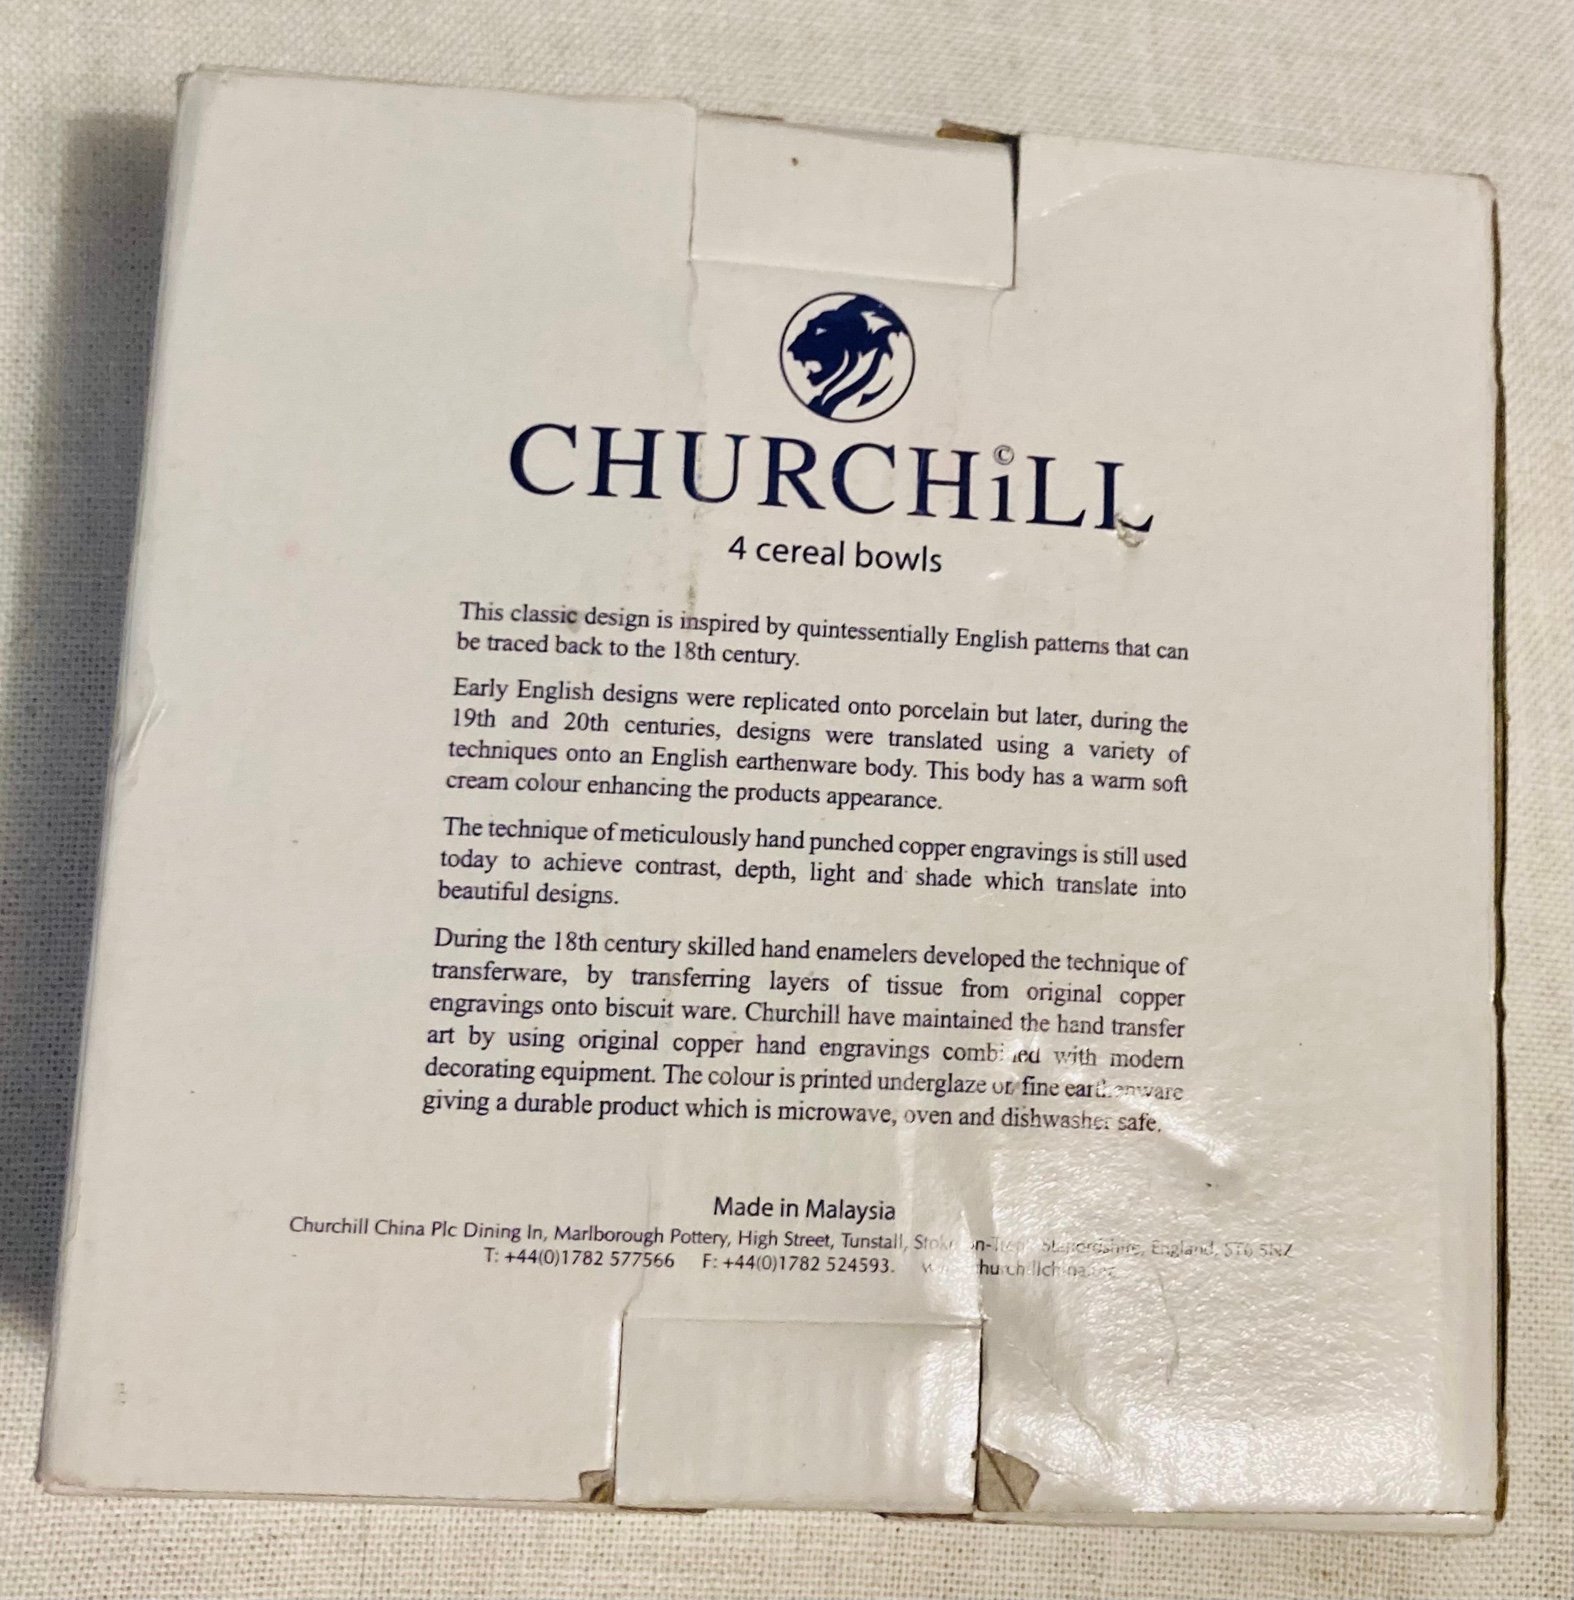 CHURCHiLL
©
4 cereal bowls
This classic design is inspired by quintessentially English patterns that can
be traced back to the 18th century.
Early English designs were replicated onto porcelain but later, during the
19th and 20th centuries, designs were translated using a variety of
techniques onto an English earthenware body. This body has a warm soft
cream colour enhancing the products appearance.
The technique of meticulously hand punched copper engravings is still used
today to achieve contrast, depth, light and shade which translate into
beautiful designs.
During the 18th century skilled hand enamelers developed the technique of
transferware, by transferring layers of tissue from original copper
engravings onto biscuit ware. Churchill have maintained the hand transfer
art by using original copper hand engravings combined with modern
decorating equipment. The colour is printed underglaze on fine earthenware
giving a durable product which is microwave, oven and dishwasher safe.
Made in Malaysia
Churchill China Plc Dining In, Marlborough Pottery, High Street, Tunstall, Staffordshire, England, ST6 5NZ
T: +44(0)1782 577566 F: +44(0)1782 524593.